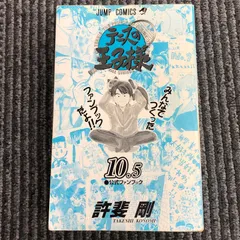 JUMP COMICS
テニスの
王子様
みんなでつくった
ファンブック
だよ!!
10.5
●公式ファンブック
許斐 剛
TAKESHI KONOMI